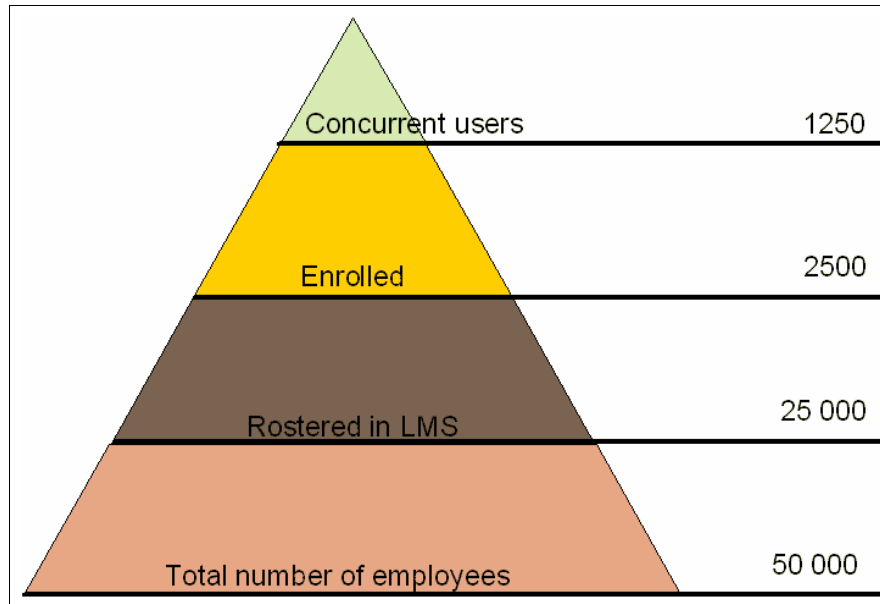 Concurrent users 1250
Enrolled 2500
Rostered in LMS 25 000
Total number of employees 50 000